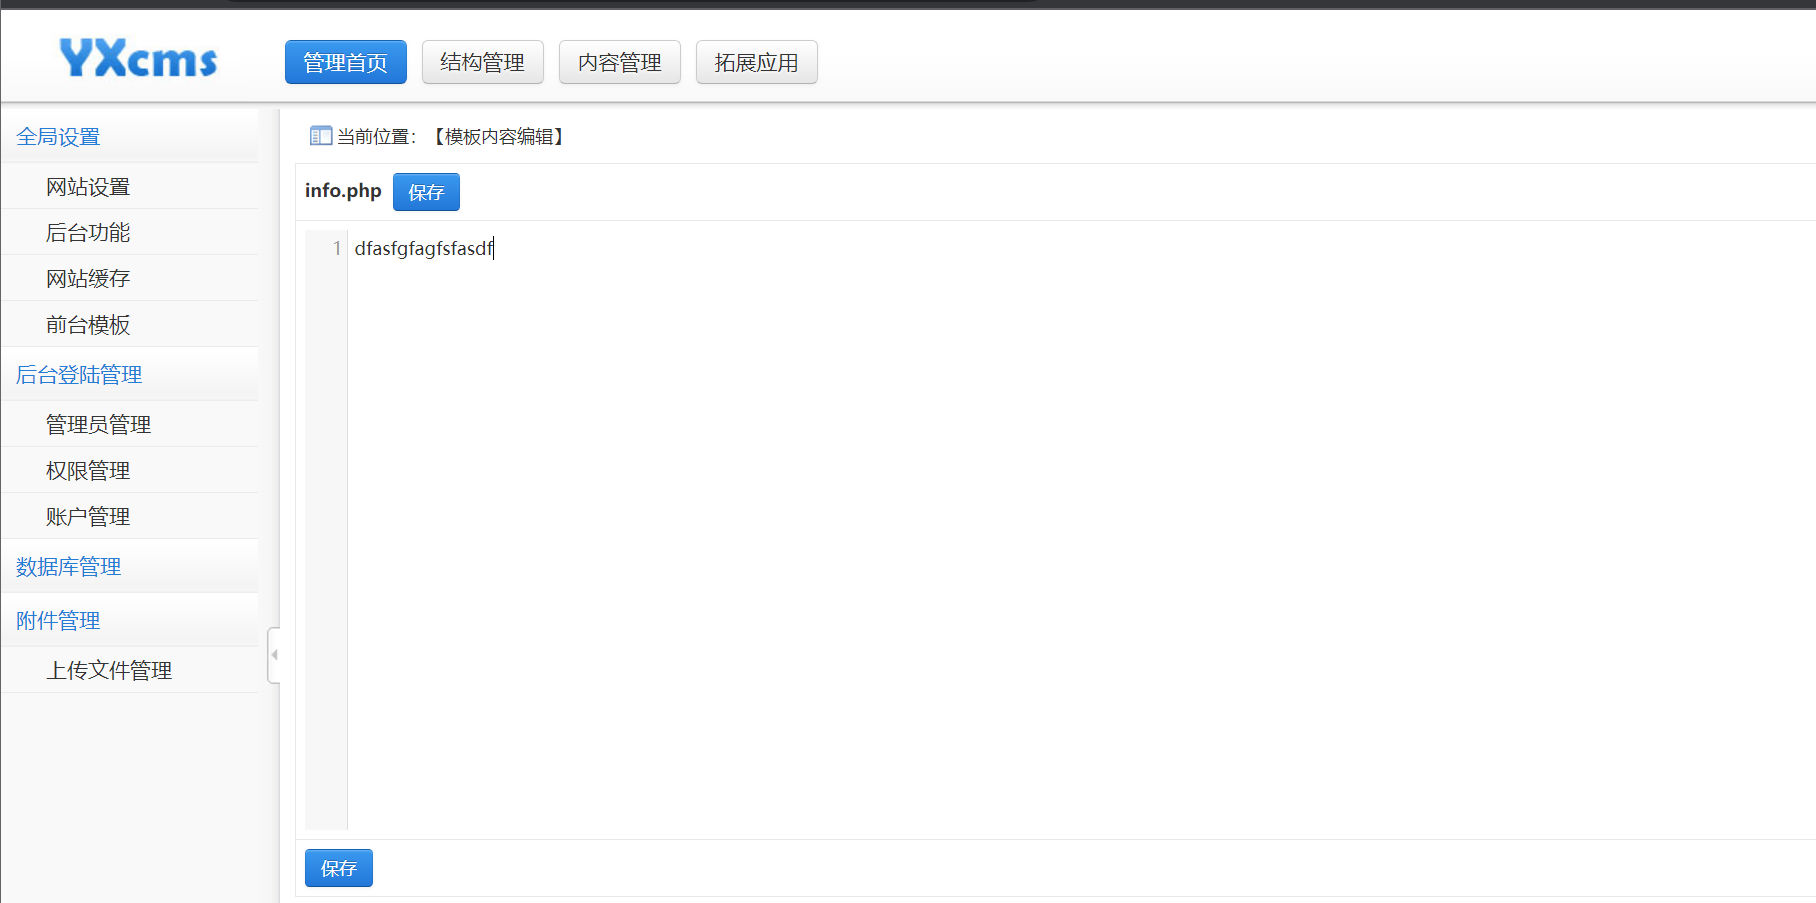 YXcms
管理首页
结构管理
内容管理
拓展应用
全局设置
网站设置
后台功能
网站缓存
前台模板
后台登陆管理
管理员管理
权限管理
账户管理
数据库管理
附件管理
上传文件管理
当前位置：【模板内容编辑】
info.php 保存
1 dfasfgfagfsfasdf
保存